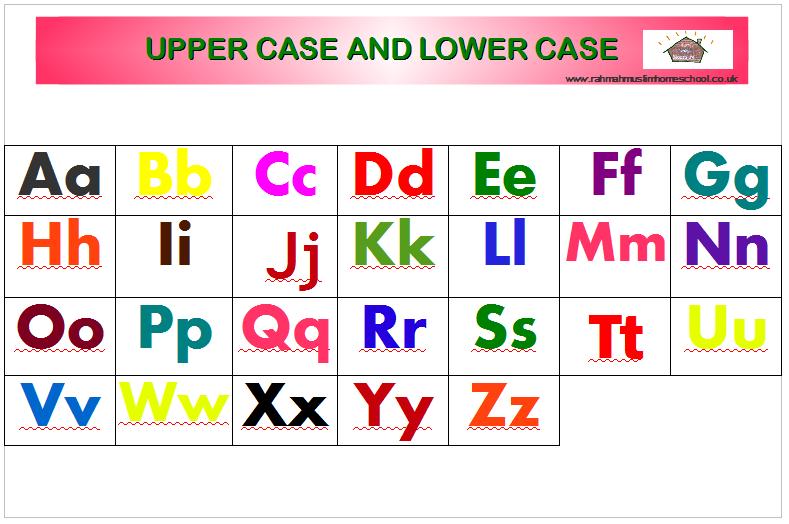 UPPER CASE AND LOWER CASE
www.rahmahmuslimhomeschool.co.uk
Aa Bb Cc Dd Ee Ff Gg
Hh Ii Jj Kk Ll Mm Nn
Oo Pp Qq Rr Ss Tt Uu
Vv Ww Xx Yy Zz